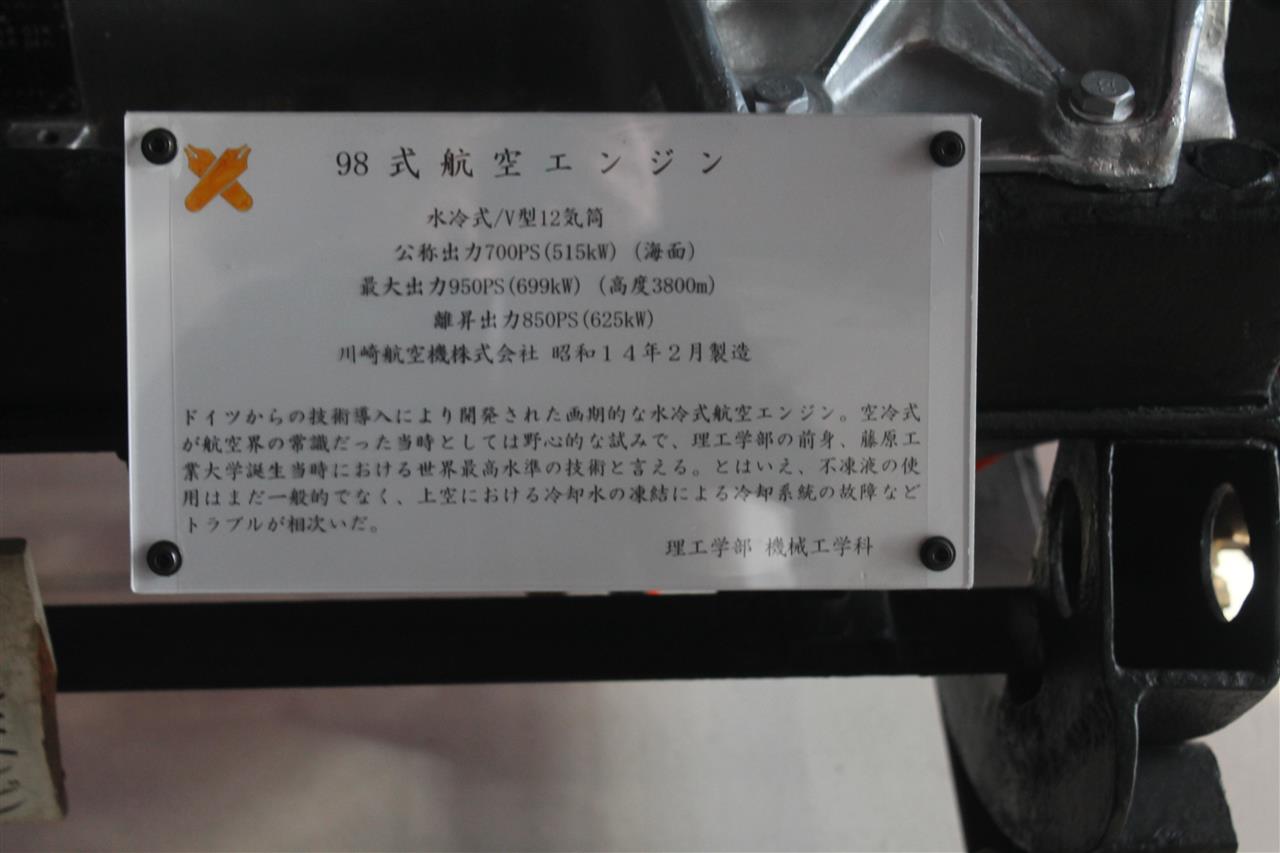 98式航空エンジン
水冷式/V型12気筒
公称出力700PS(515kW) (海面)
最大出力950PS(699kW) (高度3800m)
離昇出力850PS(625kW)
川崎航空機株式会社 昭和14年2月製造
ドイツからの技術導入により開発された画期的な水冷式航空エンジン。空冷式
が航空界の常識だった当時としては野心的な試みで、理工学部の前身、藤原工
業大学誕生当時における世界最高水準の技術と言える。とはいえ、不凍液の使
用はまだ一般的でなく、上空における冷却水の凍結による冷却系統の故障など
トラブルが相次いだ。
理工学部 機械工学科